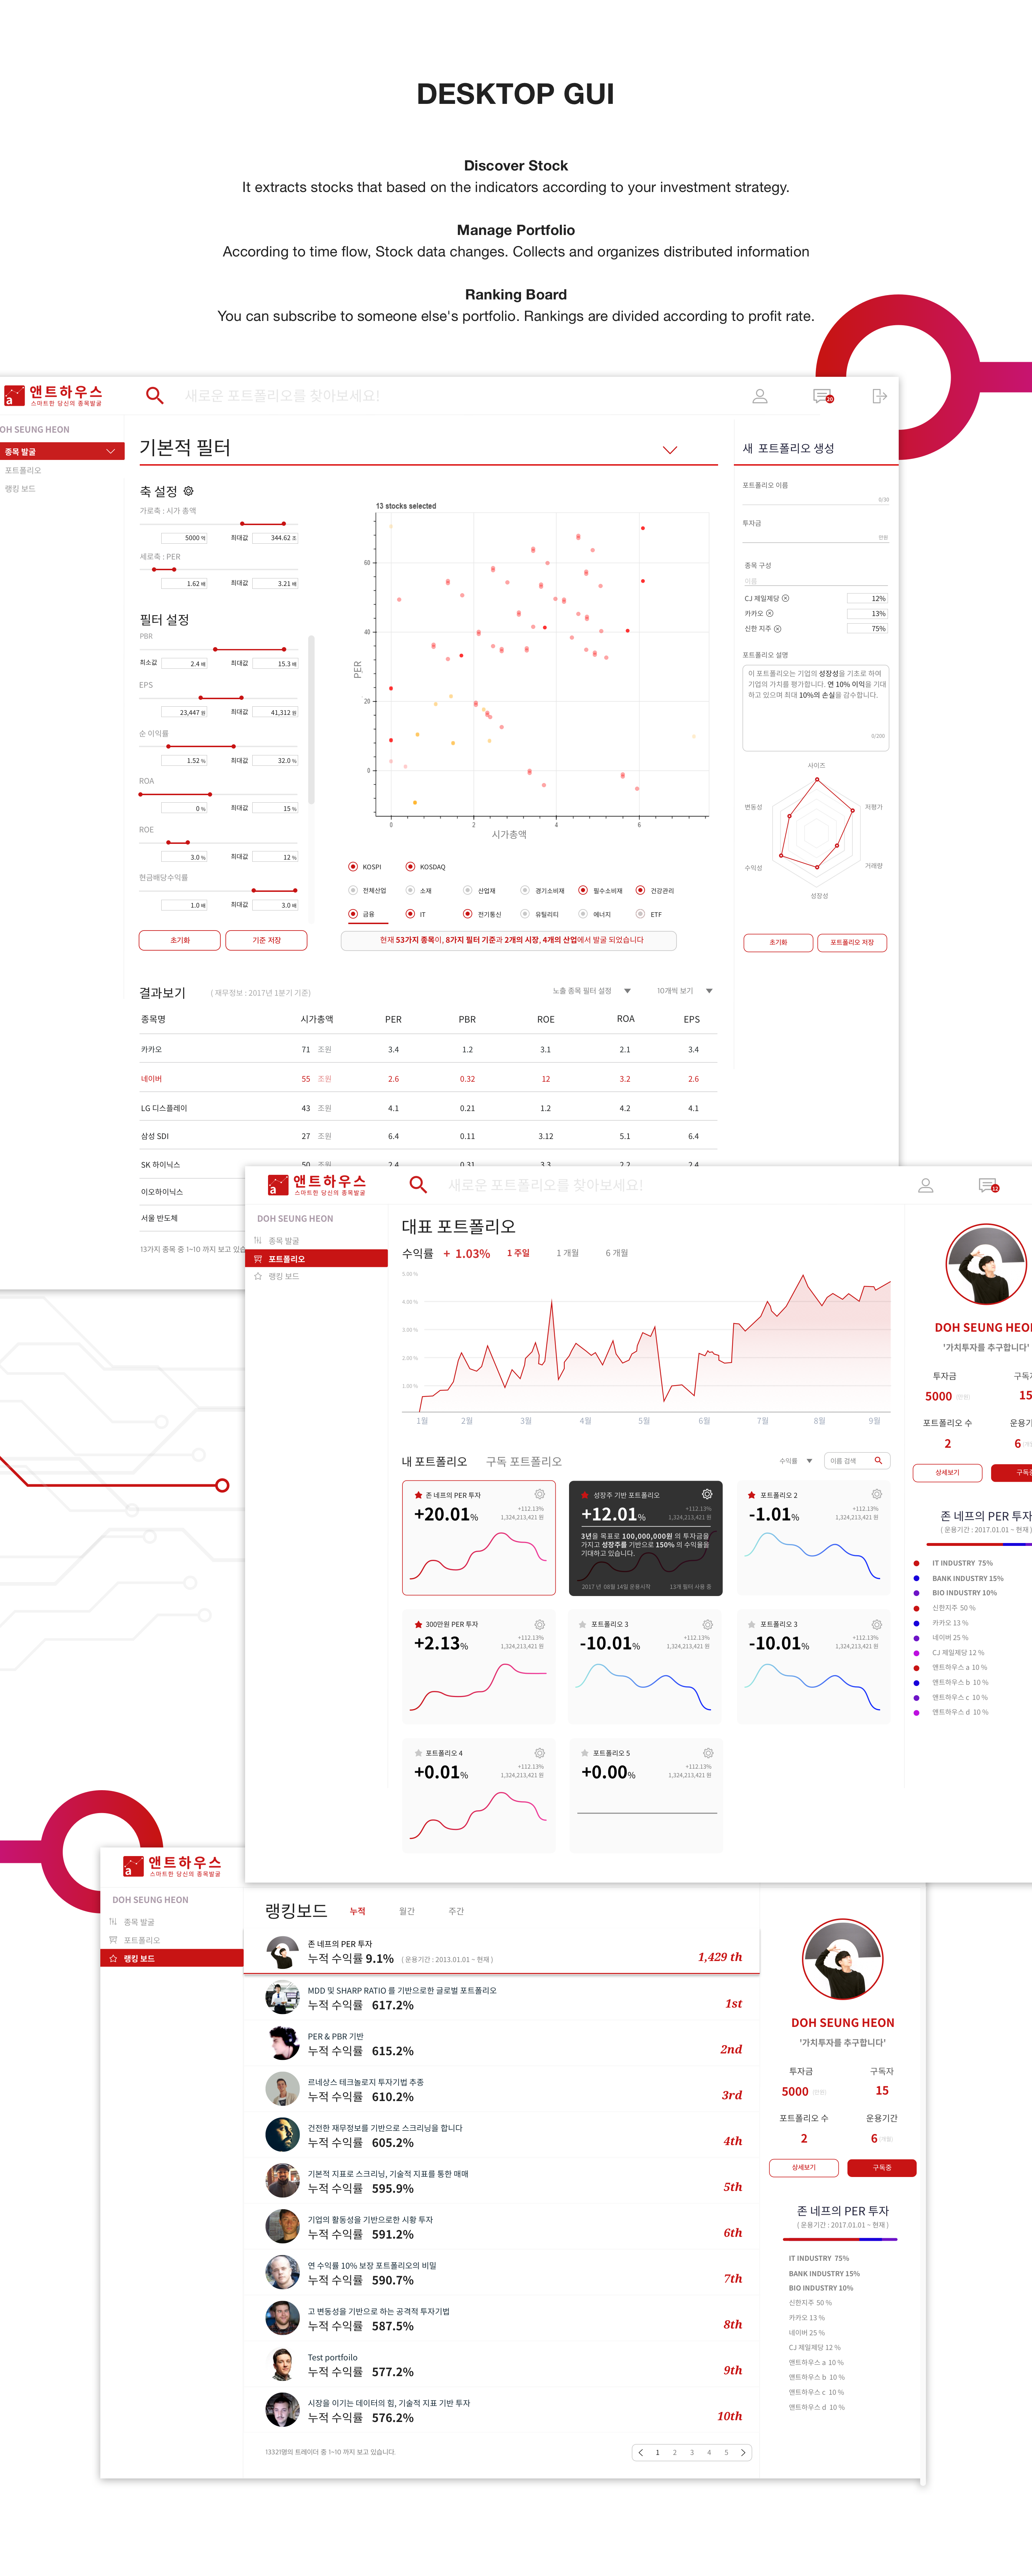 DESKTOP GUI
Discover Stock
It extracts stocks that based on the indicators according to your investment strategy.
Manage Portfolio
According to time flow, Stock data changes. Collects and organizes distributed information
Ranking Board
You can subscribe to someone else's portfolio. Rankings are divided according to profit rate.
앤트하우스
스마트한 당신의 종목발굴
새로운 포트폴리오를 찾아보세요!
20
OH SEUNG HEON
종목 발굴
포트폴리오
랭킹 보드
기본적 필터
축 설정
가로축 : 시가 총액
5000 억 최대값 344.62 조
세로축 : PER
1.62 배 최대값 3.21 배
필터 설정
PBR
최소값 2.4 배 최대값 15.3 배
EPS
23,447 원 최대값 41,312 원
순 이익률
1.52 % 최대값 32.0 %
ROA
0 % 최대값 15 %
ROE
3.0 % 최대값 12 %
현금배당수익률
1.0 배 최대값 3.0 배
초기화 기준 저장
13 stocks selected
60
40
20
0
PER
0 2 4 6
시가총액
KOSPI KOSDAQ
전체산업 소재 산업재 경기소비재 필수소비재 건강관리
금융 IT 전기통신 유틸리티 에너지 ETF
현재 53가지 종목이, 8가지 필터 기준과 2개의 시장, 4개의 산업에서 발굴 되었습니다
새 포트폴리오 생성
포트폴리오 이름
0/30
투자금
만원
종목 구성
이름
CJ 제일제당 12%
카카오 13%
신한 지주 75%
포트폴리오 설명
이 포트폴리오는 기업의 성장성을 기초로 하여
기업의 가치를 평가합니다. 연 10% 이익을 기대
하고 있으며 최대 10%의 손실을 감수합니다.
0/200
사이즈
변동성 저평가
수익성 거래량
성장성
초기화 포트폴리오 저장
결과보기 ( 재무정보 : 2017년 1분기 기준)
노출 종목 필터 설정 10개씩 보기
종목명 시가총액 PER PBR ROE ROA EPS
카카오 71 조원 3.4 1.2 3.1 2.1 3.4
네이버 55 조원 2.6 0.32 12 3.2 2.6
LG 디스플레이 43 조원 4.1 0.21 1.2 4.2 4.1
삼성 SDI 27 조원 6.4 0.11 3.12 5.1 6.4
SK 하이닉스 50 조원 2.4 0.31 3.3 2.2 2.4
이오하이닉스
서울 반도체
13가지 종목 중 1~10 까지 보고 있습
앤트하우스
스마트한 당신의 종목발굴
새로운 포트폴리오를 찾아보세요!
12
DOH SEUNG HEON
종목 발굴
포트폴리오
랭킹 보드
대표 포트폴리오
수익률 + 1.03% 1 주일 1 개월 6 개월
5.00 %
4.00 %
3.00 %
2.00 %
1.00 %
1월 2월 3월 4월 5월 6월 7월 8월 9월
내 포트폴리오 구독 포트폴리오
수익률 이름 검색
존 네프의 PER 투자
+20.01% +112.13%
1,324,213,421 원
성장주 기반 포트폴리오
+12.01% +112.13%
1,324,213,421 원
3년을 목표로 100,000,000원 의 투자금을
가지고 성장주를 기반으로 150% 의 수익율을
기대하고 있습니다.
2017 년 08월 14일 운용시작 13개 필터 사용 중
포트폴리오 2
-1.01% +112.13%
1,324,213,421 원
300만원 PER 투자
+2.13% +112.13%
1,324,213,421 원
포트폴리오 3
-10.01% +112.13%
1,324,213,421 원
포트폴리오 3
-10.01% +112.13%
1,324,213,421 원
포트폴리오 4
+0.01% +112.13%
1,324,213,421 원
포트폴리오 5
+0.00% +112.13%
1,324,213,421 원
DOH SEUNG HEO
'가치투자를 추구합니다'
투자금 구독
5000 (만원) 15
포트폴리오 수 운용기
2 6
상세보기 구독
존 네프의 PER 투자
( 운용기간 : 2017.01.01 ~ 현재 )
IT INDUSTRY 75%
BANK INDUSTRY 15%
BIO INDUSTRY 10%
신한지주 50 %
카카오 13 %
네이버 25 %
CJ 제일제당 12 %
앤트하우스 a 10 %
앤트하우스 b 10 %
앤트하우스 c 10 %
앤트하우스 d 10 %
앤트하우스
스마트한 당신의 종목발굴
DOH SEUNG HEON
종목 발굴
포트폴리오
랭킹 보드
랭킹보드 누적 월간 주간
존 네프의 PER 투자
누적 수익률 9.1% ( 운용기간 : 2013.01.01 ~ 현재 ) 1,429 th
MDD 및 SHARP RATIO 를 기반으로한 글로벌 포트폴리오
누적 수익률 617.2% 1st
PER & PBR 기반
누적 수익률 615.2% 2nd
르네상스 테크놀로지 투자기법 추종
누적 수익률 610.2% 3rd
건전한 재무정보를 기반으로 스크리닝을 합니다
누적 수익률 605.2% 4th
기본적 지표로 스크리닝, 기술적 지표를 통한 매매
누적 수익률 595.9% 5th
기업의 활동성을 기반으로한 시황 투자
누적 수익률 591.2% 6th
연 수익률 10% 보장 포트폴리오의 비밀
누적 수익률 590.7% 7th
고 변동성을 기반으로 하는 공격적 투자기법
누적 수익률 587.5% 8th
Test portfoilo
누적 수익률 577.2% 9th
시장을 이기는 데이터의 힘, 기술적 지표 기반 투자
누적 수익률 576.2% 10th
13321명의 트레이더 중 1~10 까지 보고 있습니다.
1 2 3 4 5
DOH SEUNG HEON
'가치투자를 추구합니다'
투자금 구독자
5000 (만원) 15
포트폴리오 수 운용기간
2 6 (개월)
상세보기 구독중
존 네프의 PER 투자
( 운용기간 : 2017.01.01 ~ 현재 )
IT INDUSTRY 75%
BANK INDUSTRY 15%
BIO INDUSTRY 10%
신한지주 50 %
카카오 13 %
네이버 25 %
CJ 제일제당 12 %
앤트하우스 a 10 %
앤트하우스 b 10 %
앤트하우스 c 10 %
앤트하우스 d 10 %